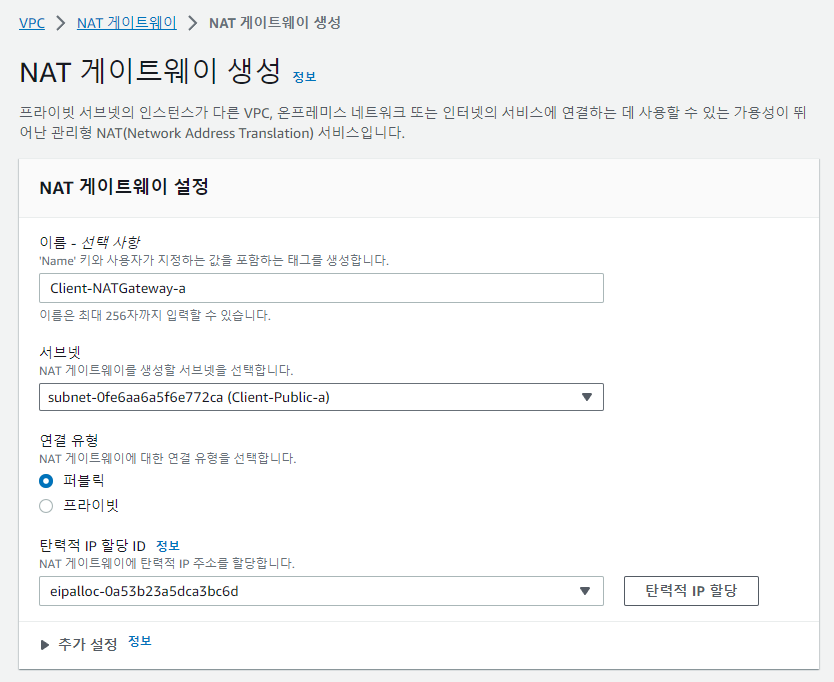 VPC > NAT 게이트웨이 > NAT 게이트웨이 생성
NAT 게이트웨이 생성 정보
프라이빗 서브넷의 인스턴스가 다른 VPC, 온프레미스 네트워크 또는 인터넷의 서비스에 연결하는 데 사용할 수 있는 가용성이 뛰
어난 관리형 NAT(Network Address Translation) 서비스입니다.
NAT 게이트웨이 설정
이름 - 선택 사항
'Name' 키와 사용자가 지정하는 값을 포함하는 태그를 생성합니다.
Client-NATGateway-a
이름은 최대 256자까지 입력할 수 있습니다.
서브넷
NAT 게이트웨이를 생성할 서브넷을 선택합니다.
subnet-0fe6aa6a5f6e772ca (Client-Public-a)
연결 유형
NAT 게이트웨이에 대한 연결 유형을 선택합니다.
퍼블릭
프라이빗
탄력적 IP 할당 ID 정보
NAT 게이트웨이에 탄력적 IP 주소를 할당합니다.
eipalloc-0a53b23a5dca3bc6d 탄력적 IP 할당
추가 설정 정보